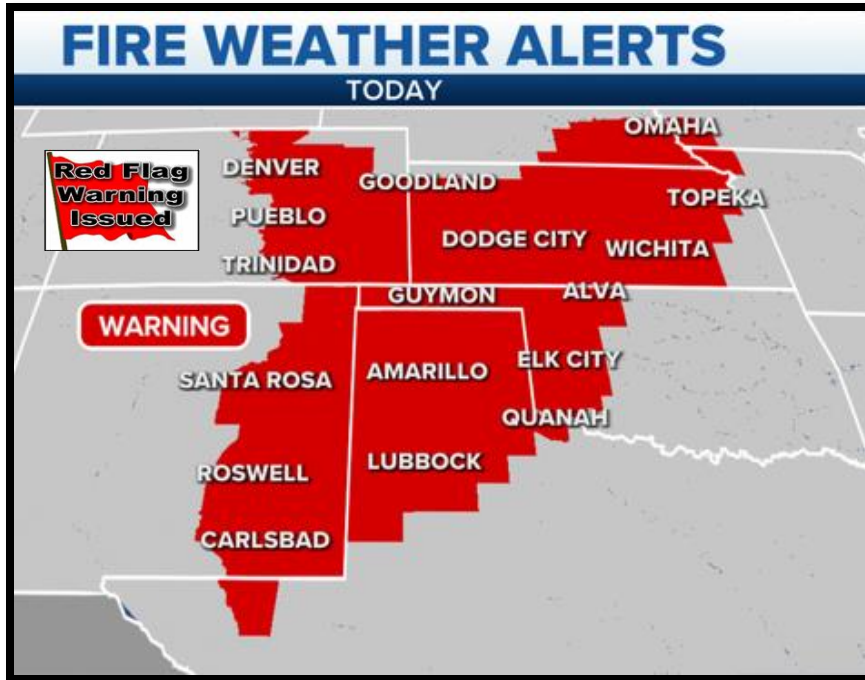 FIRE WEATHER ALERTS
TODAY
Red Flag
Warning
Issued
OMAHA
DENVER
GOODLAND
TOPEKA
PUEBLO
DODGE CITY
WICHITA
TRINIDAD
GUYMON
ALVA
WARNING
ELK CITY
SANTA ROSA
AMARILLO
QUANAH
ROSWELL
LUBBOCK
CARLSBAD